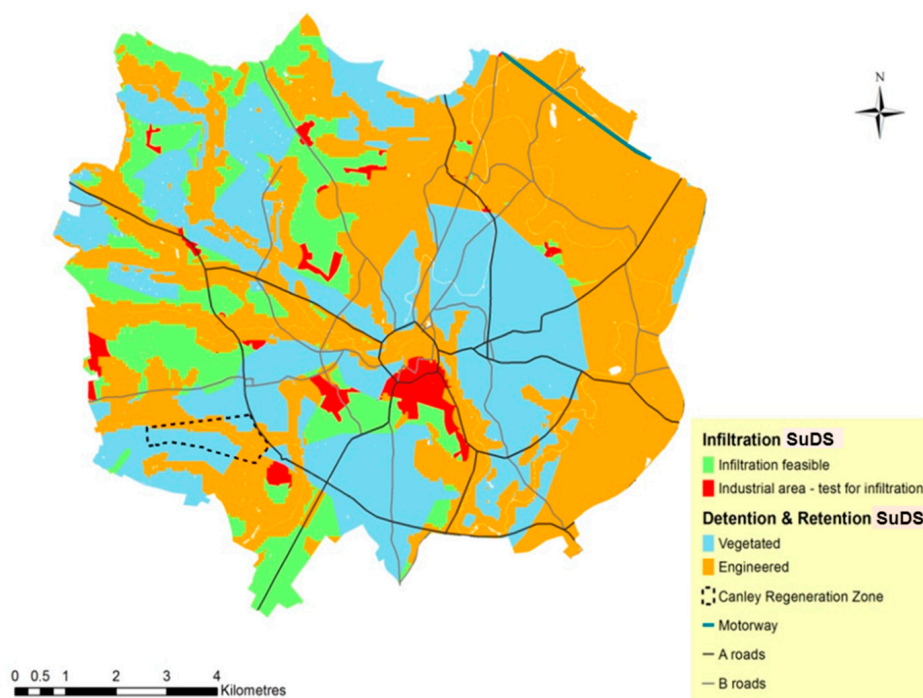 N
Infiltration SuDS
Infiltration feasible
Industrial area - test for infiltration
Detention & Retention SuDS
Vegetated
Engineered
Canley Regeneration Zone
Motorway
A roads
B roads
0 0.5 1 2 3 4
Kilometres